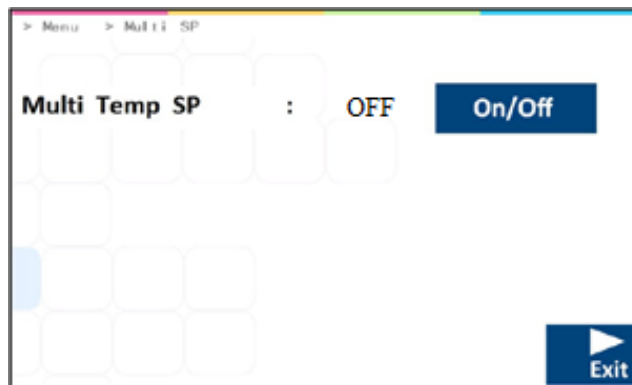 > Menu > Multi SP
Multi Temp SP : OFF On/Off
Exit